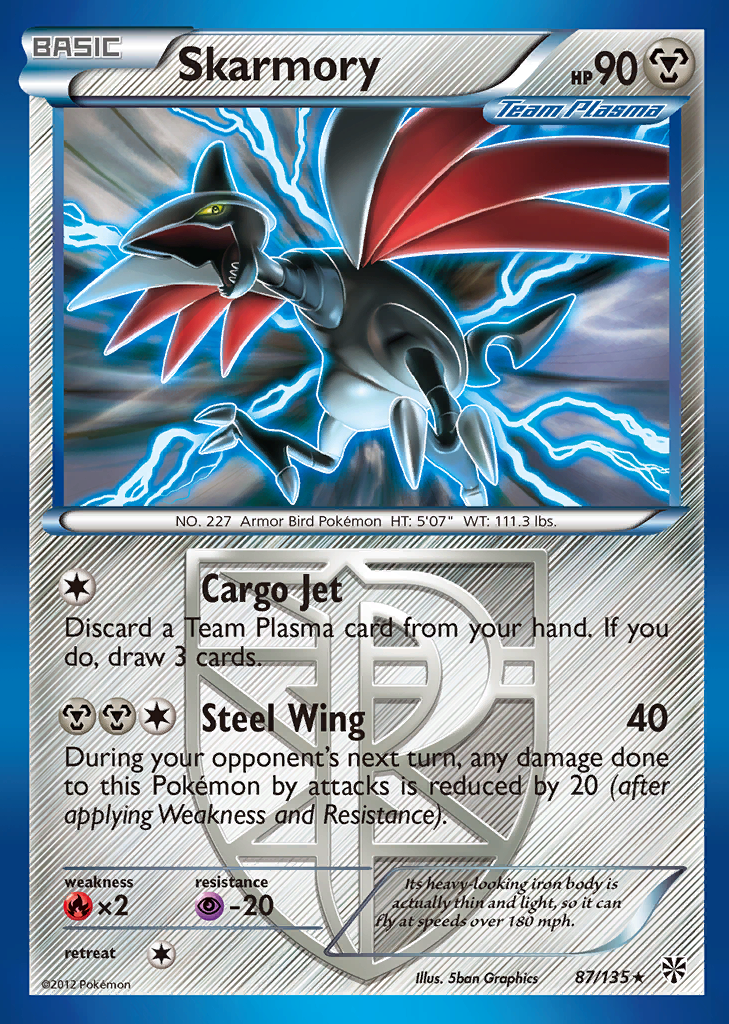 BASIC
Skarmory
HP 90
Team Plasma
NO. 227 Armor Bird Pokémon HT: 5'07" WT: 111.3 lbs.
Cargo Jet
Discard a Team Plasma card from your hand. If you
do, draw 3 cards.
Steel Wing 40
During your opponent's next turn, any damage done
to this Pokémon by attacks is reduced by 20 (after
applying Weakness and Resistance).
weakness resistance
×2 -20
Its heavy-looking iron body is
actually thin and light, so it can
fly at speeds over 180 mph.
retreat
Illus. 5ban Graphics 87/135★
©2012 Pokémon